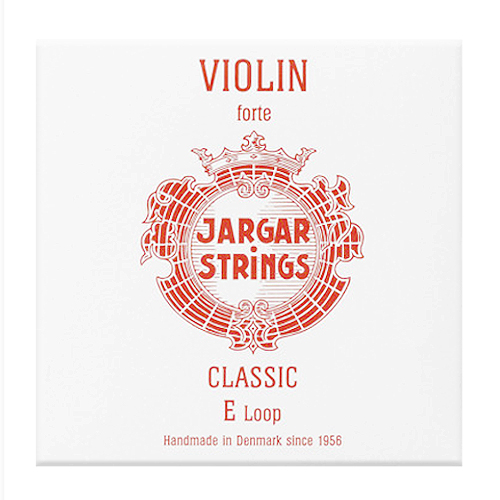 VIOLIN
forte
JARGAR
STRINGS
CLASSIC
E Loop
Handmade in Denmark since 1956